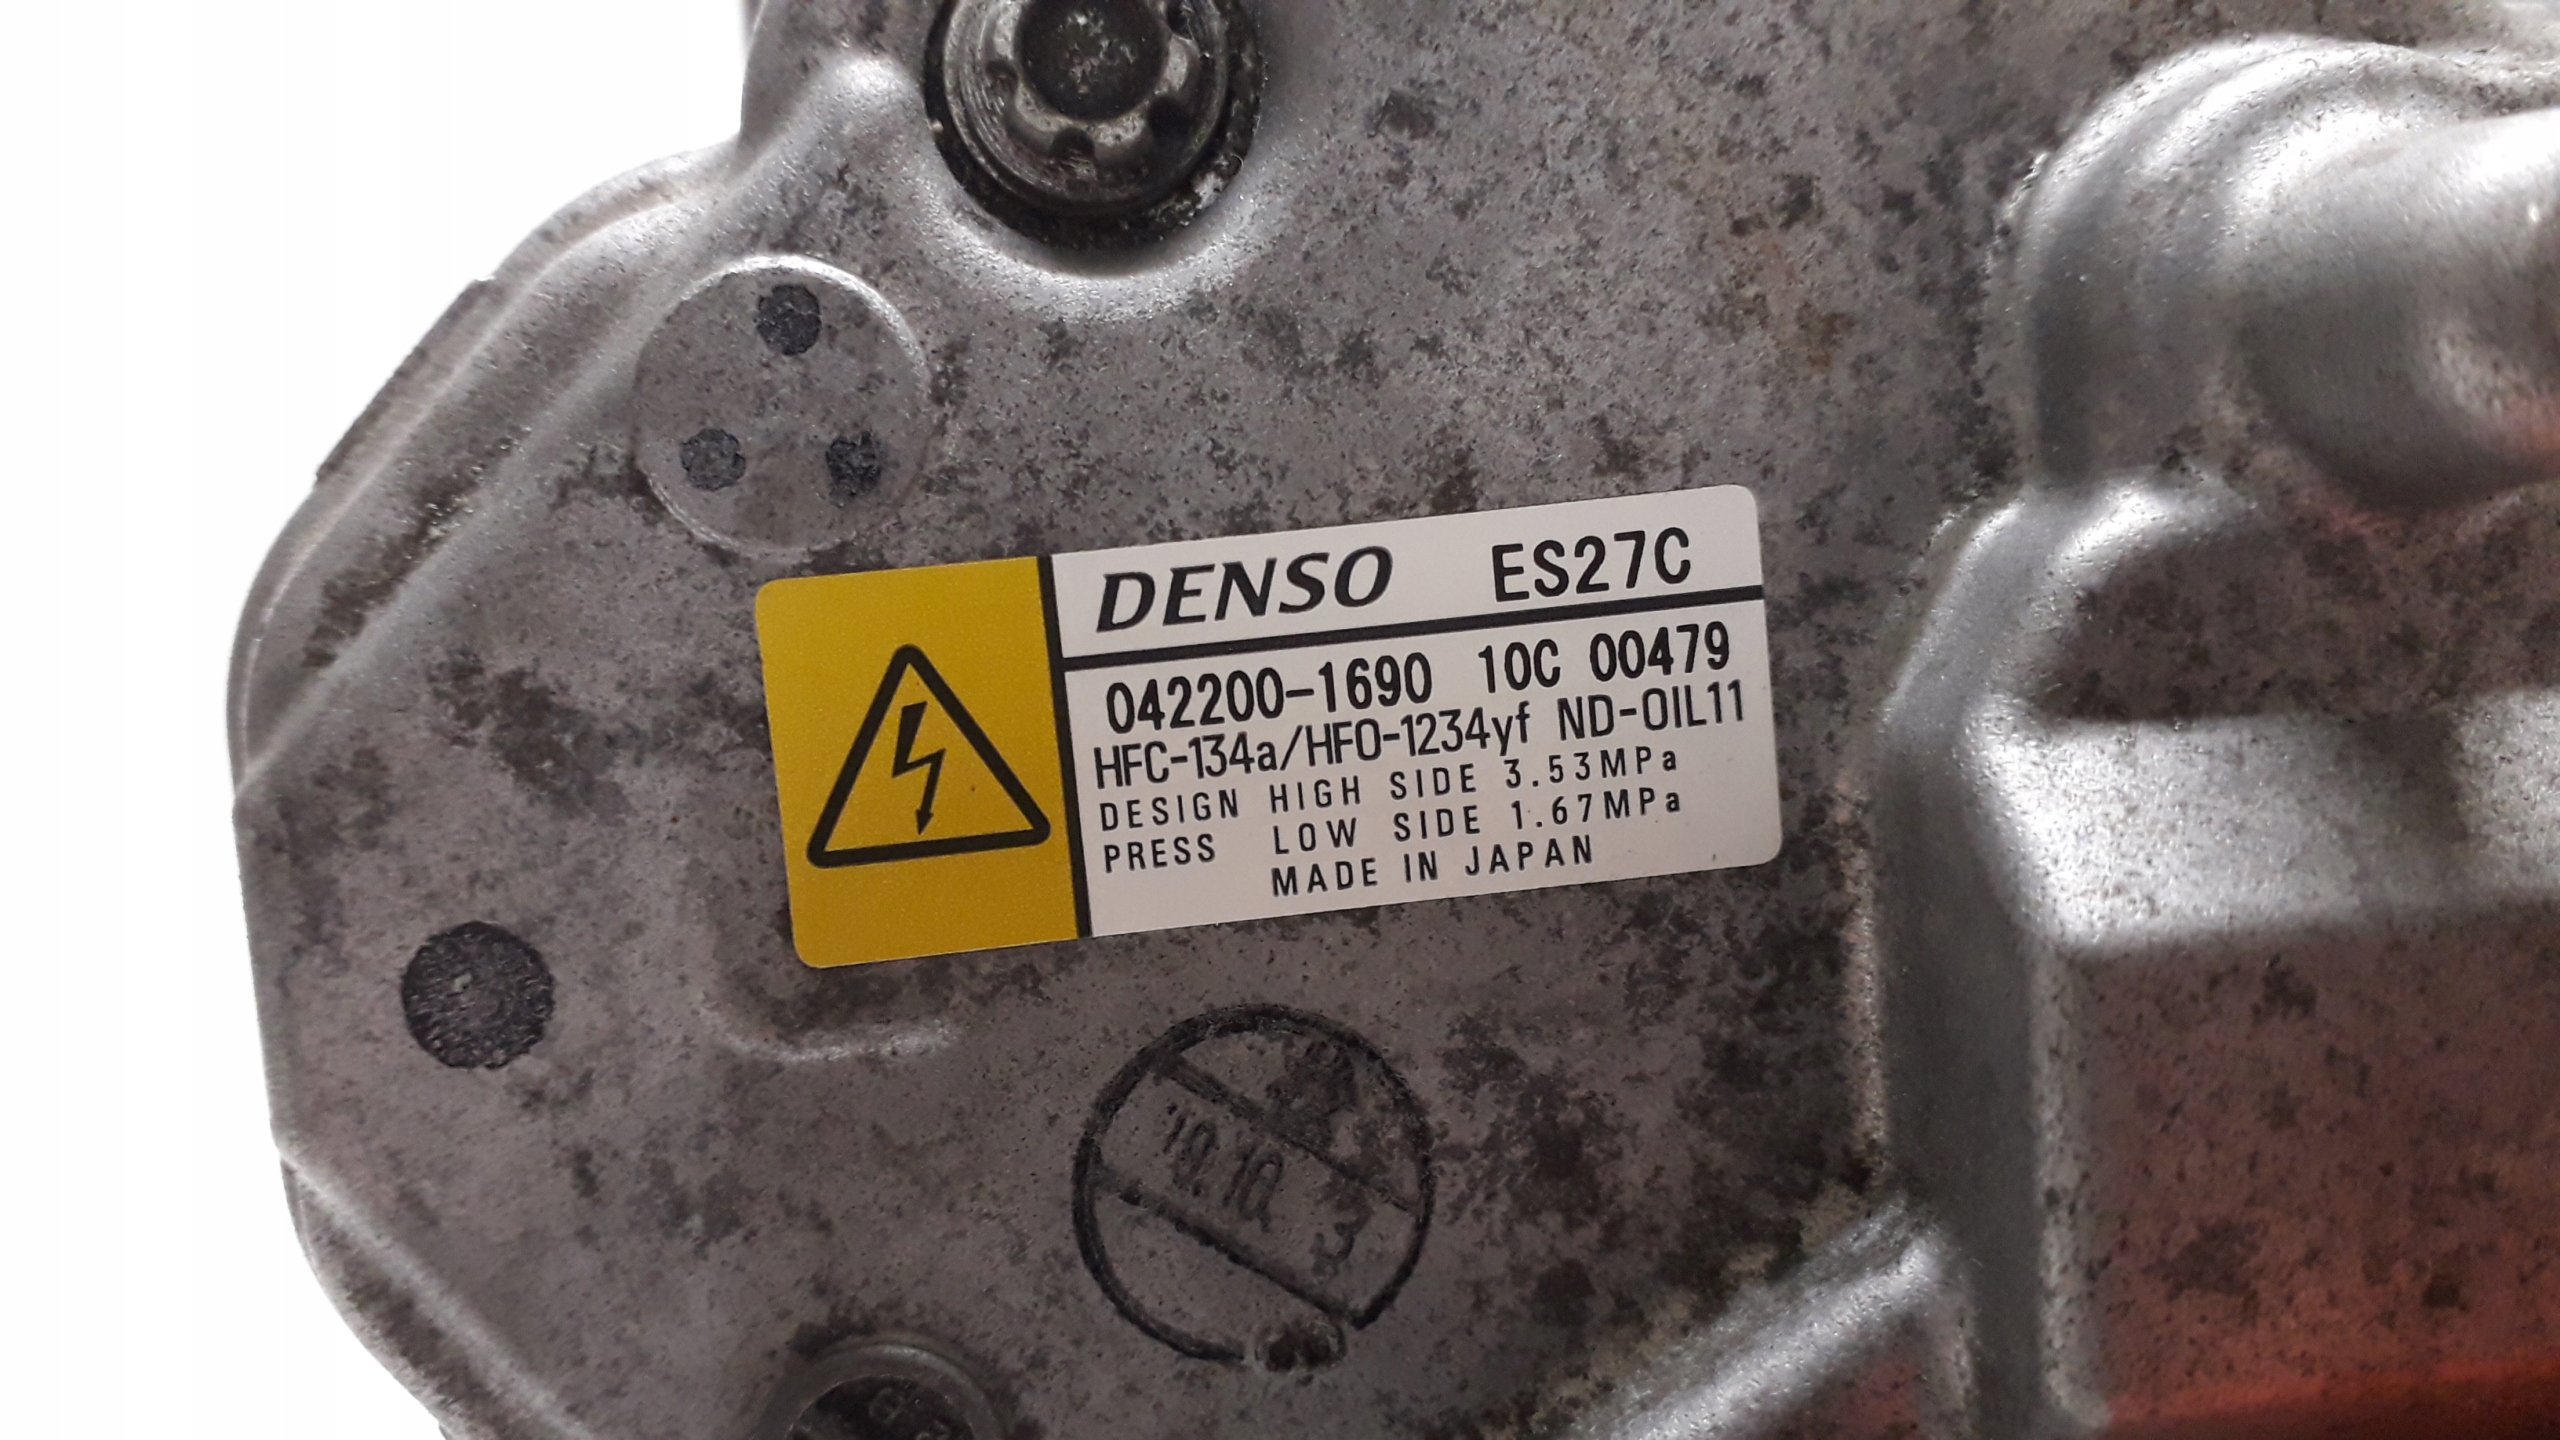 DENSO ES27C
042200-1690 10C 00479
HFC-134a/HFO-1234yf ND-OIL11
DESIGN HIGH SIDE 3.53MPa
PRESS LOW SIDE 1.67MPa
MADE IN JAPAN
3